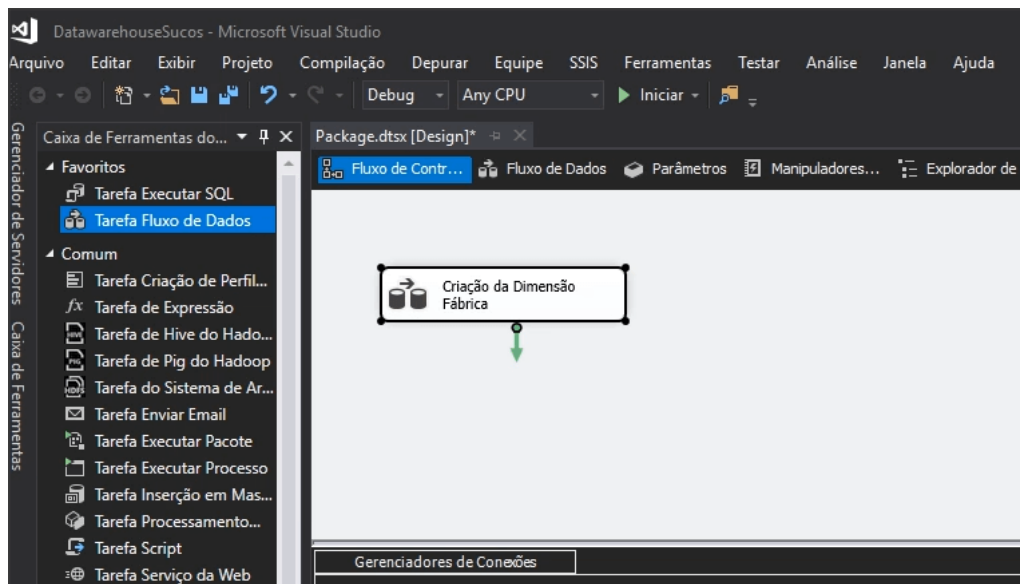 DatawarehouseSucos - Microsoft Visual Studio
Arquivo Editar Exibir Projeto Compilação Depurar Equipe SSIS Ferramentas Testar Análise Janela Ajuda
Debug Any CPU Iniciar
Gerenciador de Servidores
Caixa de Ferramentas
Caixa de Ferramentas do...
Favoritos
Tarefa Executar SQL
Tarefa Fluxo de Dados
Comum
Tarefa Criação de Perfil...
fx Tarefa de Expressão
HIVE Tarefa de Hive do Hado...
PIG Tarefa de Pig do Hadoop
HDFS Tarefa do Sistema de Ar...
Tarefa Enviar Email
Tarefa Executar Pacote
Tarefa Executar Processo
Tarefa Inserção em Mas...
Tarefa Processamento...
Tarefa Script
Tarefa Serviço da Web
Package.dtsx [Design]*
Fluxo de Contr... Fluxo de Dados Parâmetros Manipuladores... Explorador de
Criação da Dimensão
Fábrica
Gerenciadores de Conexões